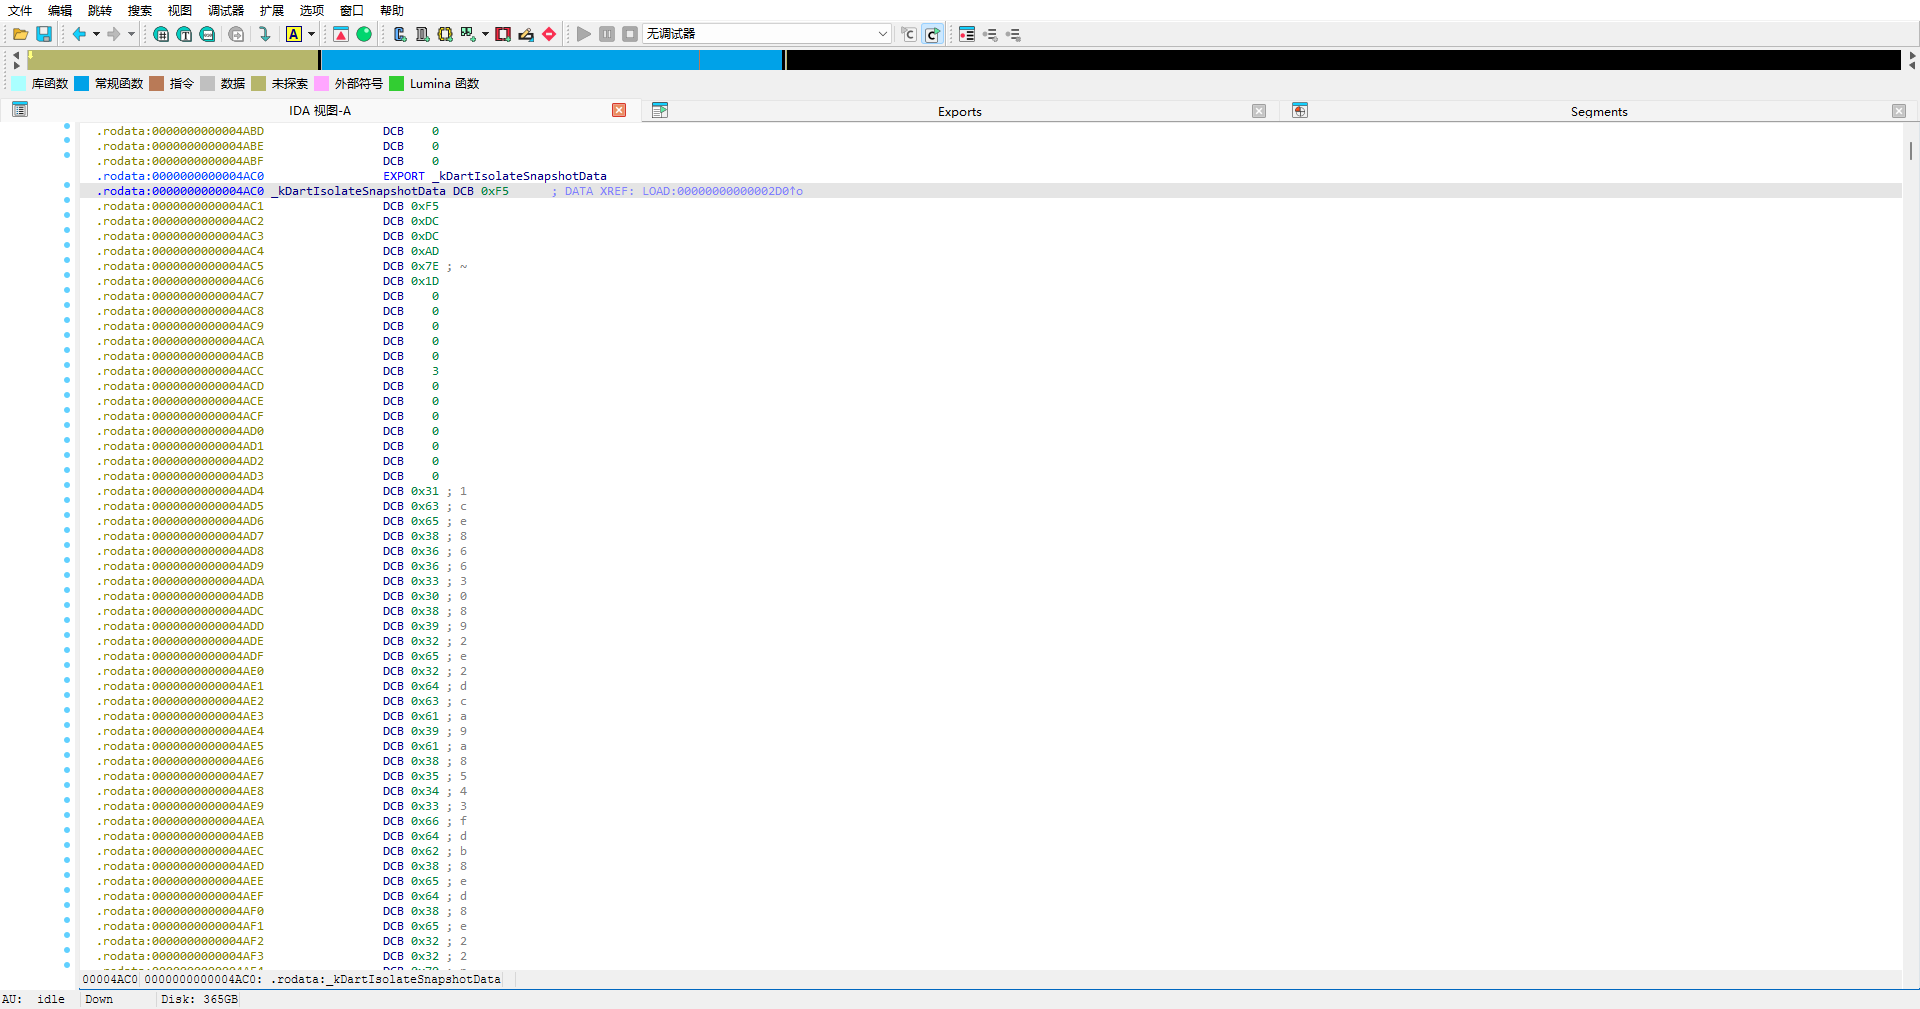 文件 编辑 跳转 搜索 视图 调试器 扩展 选项 窗口 帮助
无调试器
库函数 常规函数 指令 数据 未探索 外部符号 Lumina 函数
IDA 视图-A Exports Segments
.rodata:0000000000004ABD DCB 0
.rodata:0000000000004ABE DCB 0
.rodata:0000000000004ABF DCB 0
.rodata:0000000000004AC0 EXPORT _kDartIsolateSnapshotData
.rodata:0000000000004AC0 _kDartIsolateSnapshotData DCB 0xF5 ; DATA XREF: LOAD:00000000000002D0↑o
.rodata:0000000000004AC1 DCB 0xF5
.rodata:0000000000004AC2 DCB 0xDC
.rodata:0000000000004AC3 DCB 0xDC
.rodata:0000000000004AC4 DCB 0xAD
.rodata:0000000000004AC5 DCB 0x7E ; ~
.rodata:0000000000004AC6 DCB 0x1D
.rodata:0000000000004AC7 DCB 0
.rodata:0000000000004AC8 DCB 0
.rodata:0000000000004AC9 DCB 0
.rodata:0000000000004ACA DCB 0
.rodata:0000000000004ACB DCB 0
.rodata:0000000000004ACC DCB 3
.rodata:0000000000004ACD DCB 0
.rodata:0000000000004ACE DCB 0
.rodata:0000000000004ACF DCB 0
.rodata:0000000000004AD0 DCB 0
.rodata:0000000000004AD1 DCB 0
.rodata:0000000000004AD2 DCB 0
.rodata:0000000000004AD3 DCB 0
.rodata:0000000000004AD4 DCB 0x31 ; 1
.rodata:0000000000004AD5 DCB 0x63 ; c
.rodata:0000000000004AD6 DCB 0x65 ; e
.rodata:0000000000004AD7 DCB 0x38 ; 8
.rodata:0000000000004AD8 DCB 0x36 ; 6
.rodata:0000000000004AD9 DCB 0x36 ; 6
.rodata:0000000000004ADA DCB 0x33 ; 3
.rodata:0000000000004ADB DCB 0x30 ; 0
.rodata:0000000000004ADC DCB 0x38 ; 8
.rodata:0000000000004ADD DCB 0x39 ; 9
.rodata:0000000000004ADE DCB 0x32 ; 2
.rodata:0000000000004ADF DCB 0x65 ; e
.rodata:0000000000004AE0 DCB 0x32 ; 2
.rodata:0000000000004AE1 DCB 0x64 ; d
.rodata:0000000000004AE2 DCB 0x63 ; c
.rodata:0000000000004AE3 DCB 0x61 ; a
.rodata:0000000000004AE4 DCB 0x39 ; 9
.rodata:0000000000004AE5 DCB 0x61 ; a
.rodata:0000000000004AE6 DCB 0x38 ; 8
.rodata:0000000000004AE7 DCB 0x35 ; 5
.rodata:0000000000004AE8 DCB 0x34 ; 4
.rodata:0000000000004AE9 DCB 0x33 ; 3
.rodata:0000000000004AEA DCB 0x66 ; f
.rodata:0000000000004AEB DCB 0x64 ; d
.rodata:0000000000004AEC DCB 0x62 ; b
.rodata:0000000000004AED DCB 0x38 ; 8
.rodata:0000000000004AEE DCB 0x65 ; e
.rodata:0000000000004AEF DCB 0x64 ; d
.rodata:0000000000004AF0 DCB 0x38 ; 8
.rodata:0000000000004AF1 DCB 0x65 ; e
.rodata:0000000000004AF2 DCB 0x32 ; 2
.rodata:0000000000004AF3 DCB 0x32 ; 2
00004AC0 0000000000004AC0: .rodata:_kDartIsolateSnapshotData
AU: idle Down Disk: 365GB